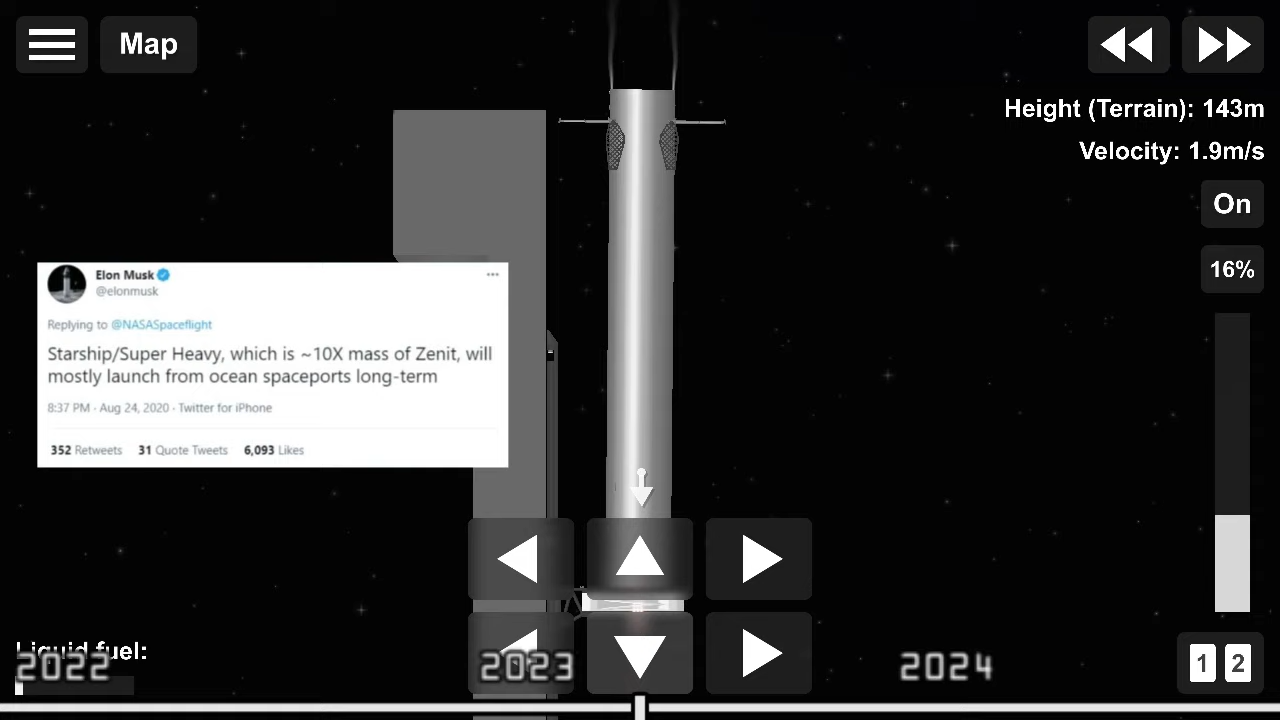 Map
Height (Terrain): 143m
Velocity: 1.9m/s
On
16%
Elon Musk
@elonmusk
Replying to @NASASpaceflight
Starship/Super Heavy, which is ~10X mass of Zenit, will
mostly launch from ocean spaceports long-term
8:37 PM · Aug 24, 2020 · Twitter for iPhone
352 Retweets 31 Quote Tweets 6,093 Likes
Liquid fuel:
2022 2023 2024
1 2